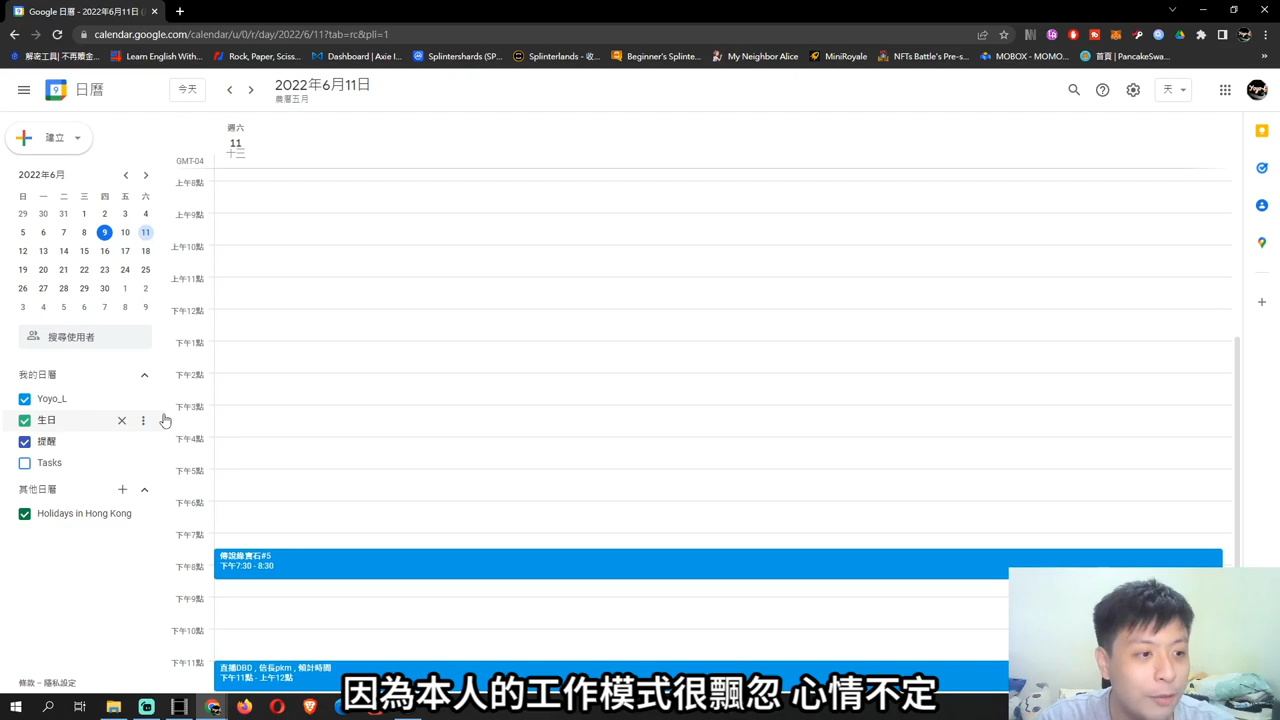 Google 日曆 - 2022年6月11日 (
calendar.google.com/calendar/u/0/r/day/2022/6/11?tab=rc&pli=1
解密工具| 不再贖金...
Learn English With...
Rock, Paper, Scissc...
Dashboard | Axie I...
Splintershards (SP...
Splinterlands - 收...
Beginner's Splinte...
My Neighbor Alice
MiniRoyale
NFTs Battle's Pre-s...
MOBOX - MOMO...
首頁 | PancakeSwa...
日曆
今天
2022年6月11日
農曆五月
天
建立
週六
11
十三
GMT-04
2022年6月
日 一 二 三 四 五 六
29 30 31 1 2 3 4
5 6 7 8 9 10 11
12 13 14 15 16 17 18
19 20 21 22 23 24 25
26 27 28 29 30 1 2
3 4 5 6 7 8 9
搜尋使用者
我的日曆
Yoyo_L
生日
提醒
Tasks
其他日曆
Holidays in Hong Kong
條款 – 隱私設定
上午8點
上午9點
上午10點
上午11點
下午12點
下午1點
下午2點
下午3點
下午4點
下午5點
下午6點
下午7點
下午8點
下午9點
下午10點
下午11點
傳說綠寶石#5
下午7:30 - 8:30
直播DBD , 信長pkm , 傾計時間
下午11點 - 上午12點
因為本人的工作模式很飄忽 心情不定